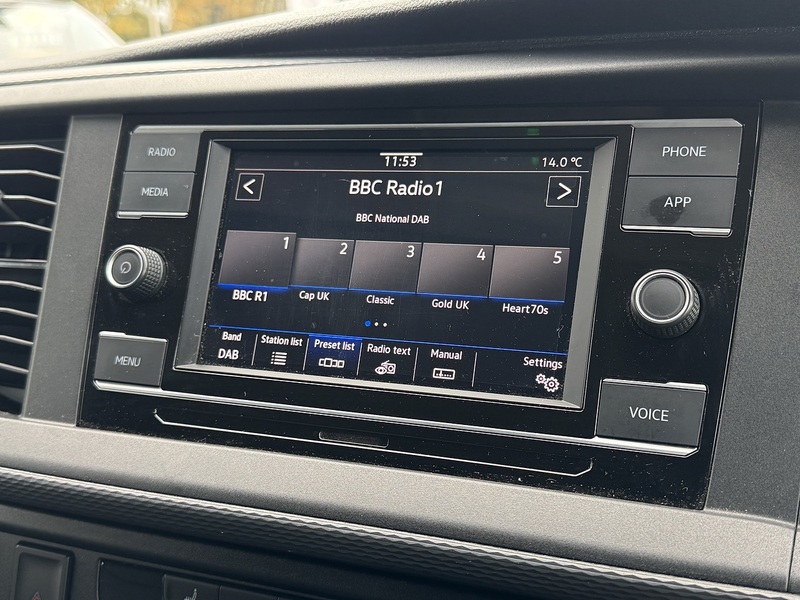 RADIO
MEDIA
MENU
11:53
14.0 °C
<
BBC Radio1
>
BBC National DAB
1
2
3
4
5
BBC R1
Cap UK
Classic
Gold UK
Heart70s
Band
DAB
Station list
Preset list
Radio text
Manual
Settings
PHONE
APP
VOICE